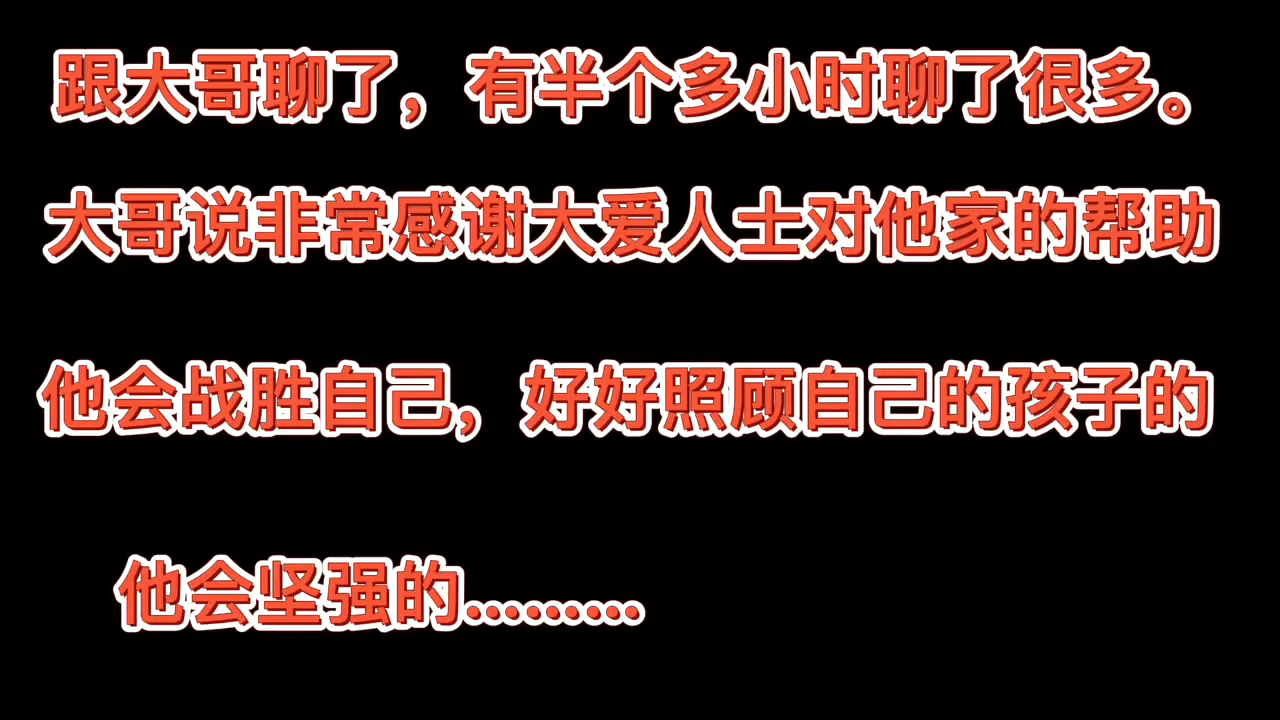 跟大哥聊了，有半个多小时聊了很多。
大哥说非常感谢大爱人士对他家的帮助
他会战胜自己，好好照顾自己的孩子的
他会坚强的.........